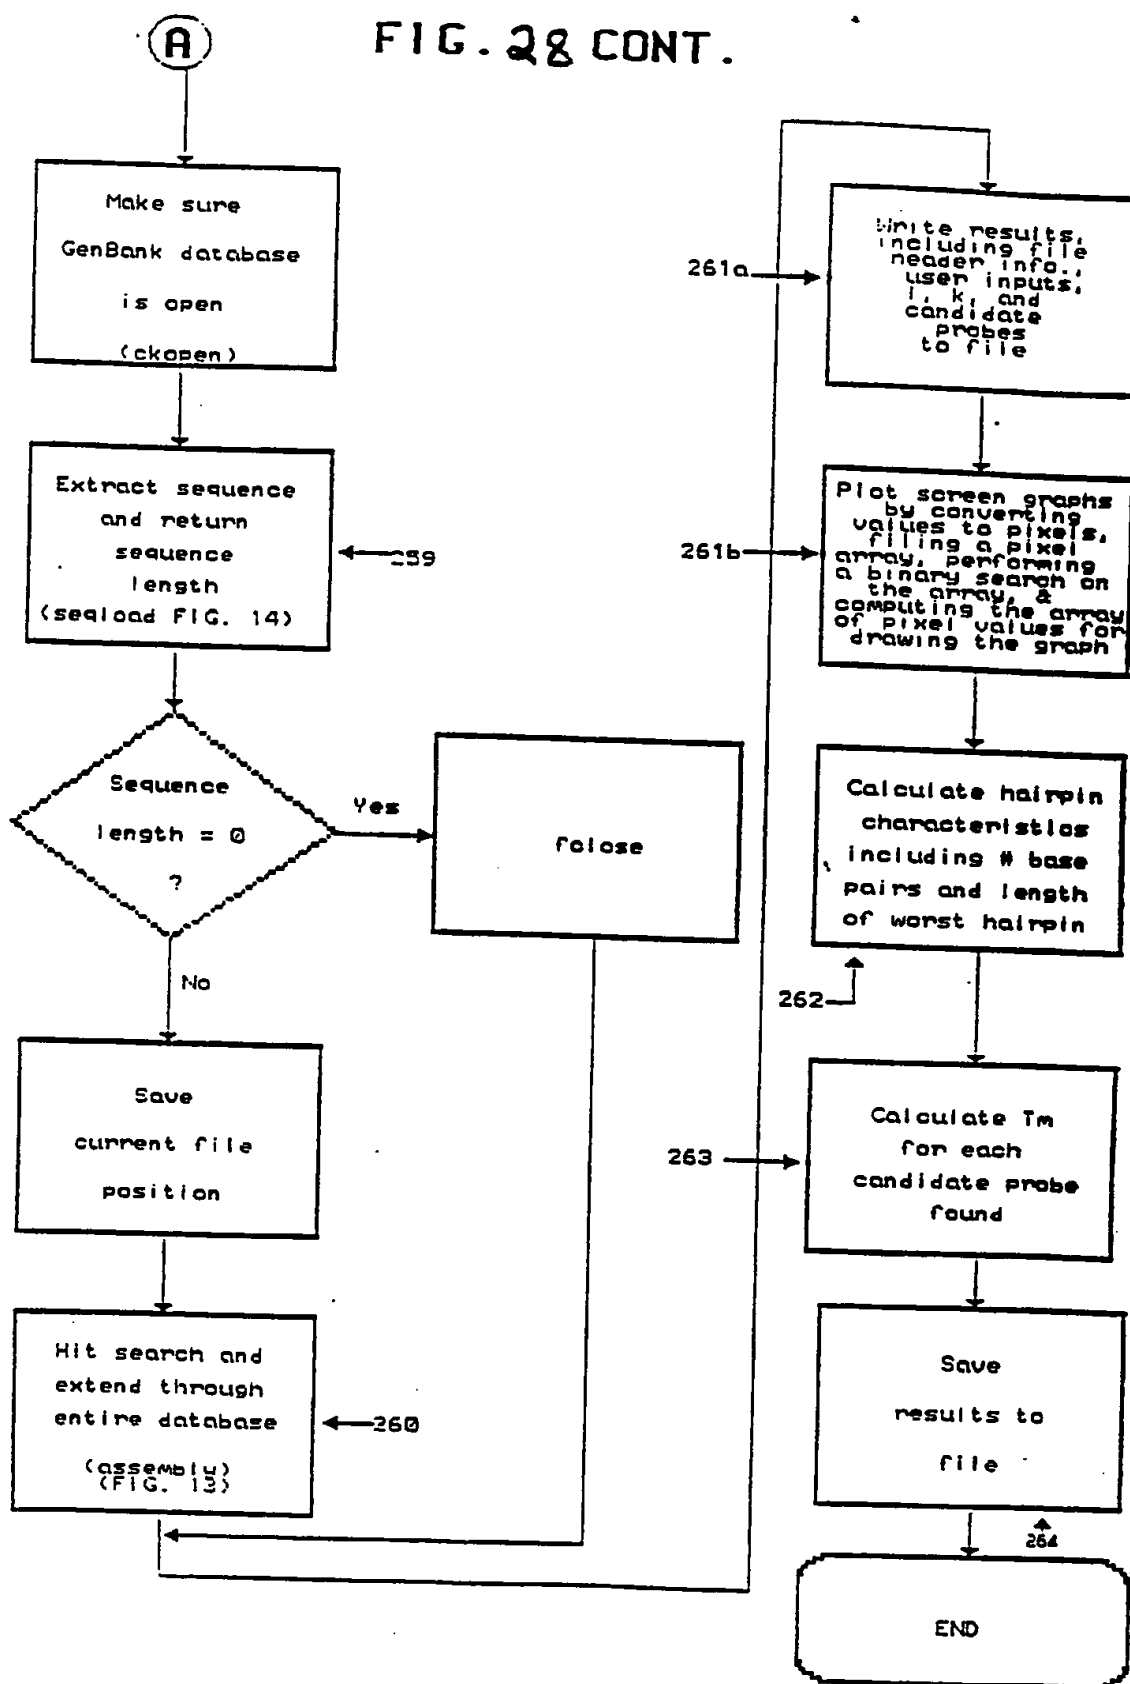 A
FIG. 28 CONT.
Make sure
GenBank database
is open
(ckopen)
Extract sequence
and return
sequence
length
(seqload FIG. 14)
259
Sequence
length = 0
?
Yes
fclose
No
Save
current file
position
Hit search and
extend through
entire database
(assembly)
(FIG. 13)
260
261a
Write results,
including file
header info.,
user inputs,
l, k, and
candidate
probes
to file
261b
Plot screen graphs
by converting
values to pixels,
filling a pixel
array, performing
a binary search on
the array, &
computing the array
of pixel values for
drawing the graph
Calculate hairpin
characteristics
including # base
pairs and length
of worst hairpin
262
263
Calculate Tm
for each
candidate probe
found
Save
results to
file
264
END